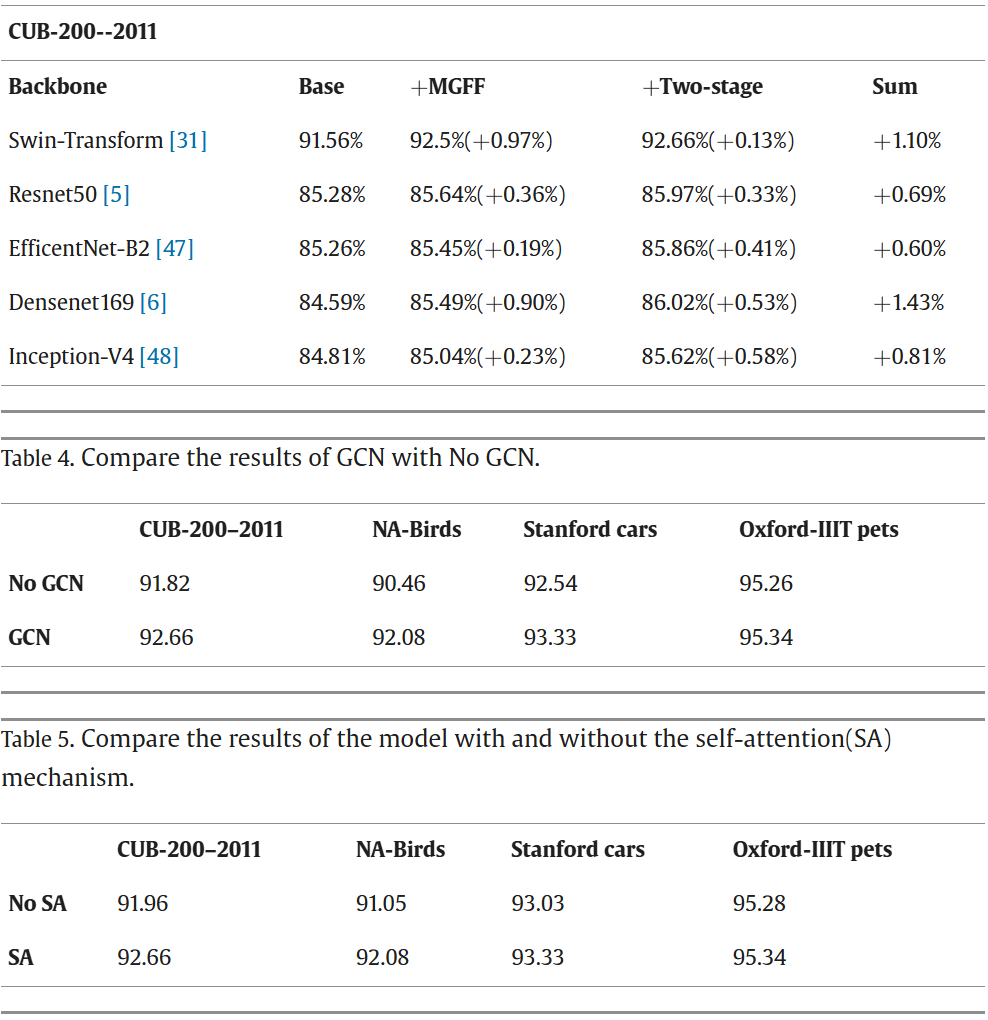 CUB-200--2011
Backbone Base +MGFF +Two-stage Sum
Swin-Transform [31] 91.56% 92.5%(+0.97%) 92.66%(+0.13%) +1.10%
Resnet50 [5] 85.28% 85.64%(+0.36%) 85.97%(+0.33%) +0.69%
EfficentNet-B2 [47] 85.26% 85.45%(+0.19%) 85.86%(+0.41%) +0.60%
Densenet169 [6] 84.59% 85.49%(+0.90%) 86.02%(+0.53%) +1.43%
Inception-V4 [48] 84.81% 85.04%(+0.23%) 85.62%(+0.58%) +0.81%
Table 4. Compare the results of GCN with No GCN.
CUB-200–2011 NA-Birds Stanford cars Oxford-IIIT pets
No GCN 91.82 90.46 92.54 95.26
GCN 92.66 92.08 93.33 95.34
Table 5. Compare the results of the model with and without the self-attention(SA)
mechanism.
CUB-200–2011 NA-Birds Stanford cars Oxford-IIIT pets
No SA 91.96 91.05 93.03 95.28
SA 92.66 92.08 93.33 95.34